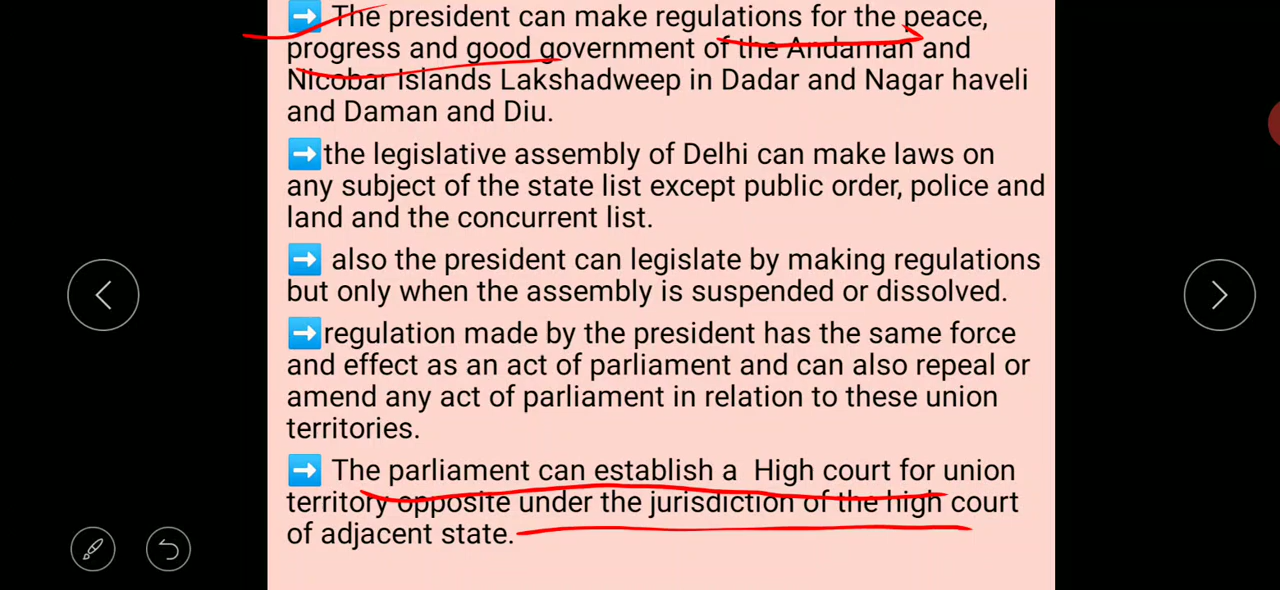 ➡ The president can make regulations for the peace,
progress and good government of the Andaman and
Nicobar Islands Lakshadweep in Dadar and Nagar haveli
and Daman and Diu.
➡the legislative assembly of Delhi can make laws on
any subject of the state list except public order, police and
land and the concurrent list.
➡ also the president can legislate by making regulations
but only when the assembly is suspended or dissolved.
➡regulation made by the president has the same force
and effect as an act of parliament and can also repeal or
amend any act of parliament in relation to these union
territories.
➡ The parliament can establish a  High court for union
territory opposite under the jurisdiction of the high court
of adjacent state.